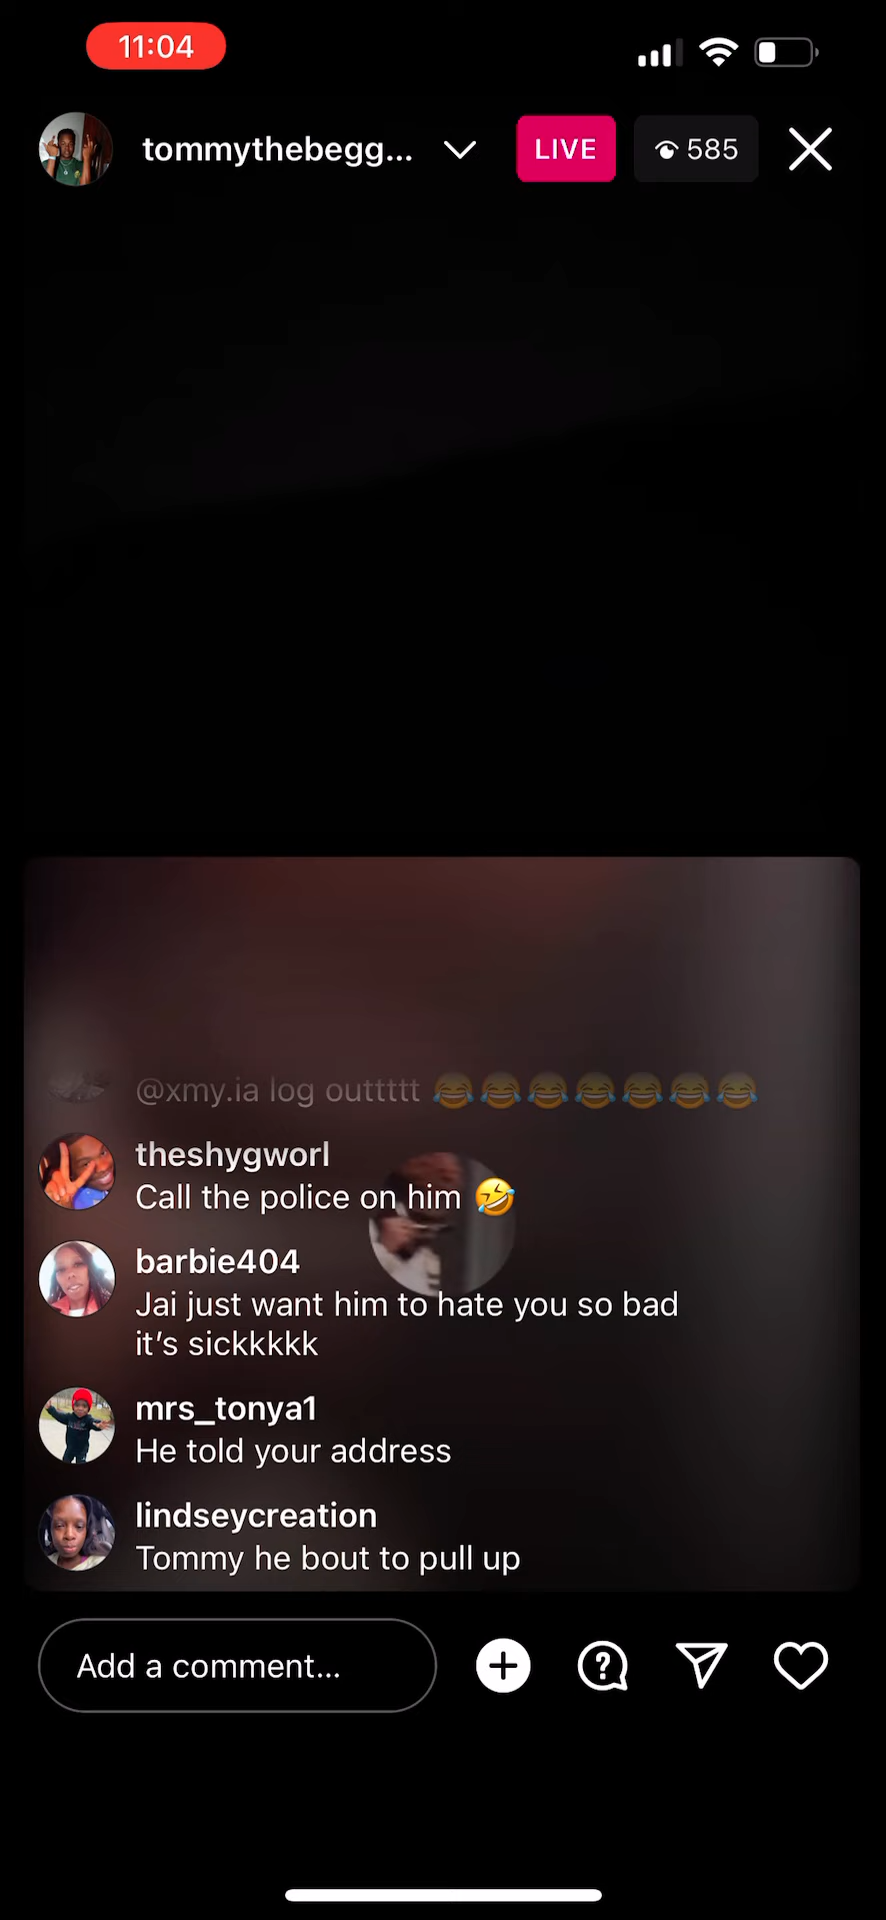 11:04
tommythebegg...
LIVE
585
@xmy.ia log outtttt 😂😂😂😂😂😂😂
theshygworl
Call the police on him 🤣
barbie404
Jai just want him to hate you so bad
it's sickkkkk
mrs_tonya1
He told your address
lindseycreation
Tommy he bout to pull up
Add a comment...